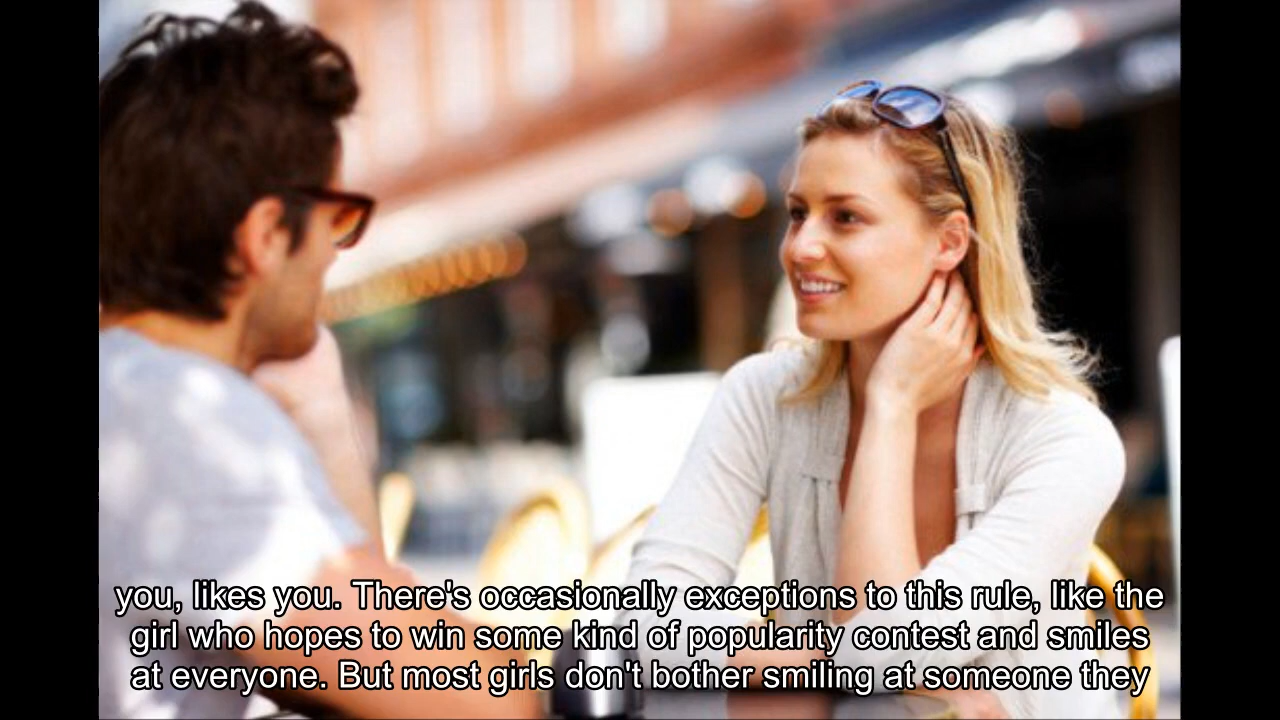 you, likes you. There's occasionally exceptions to this rule, like the
girl who hopes to win some kind of popularity contest and smiles
at everyone. But most girls don't bother smiling at someone they